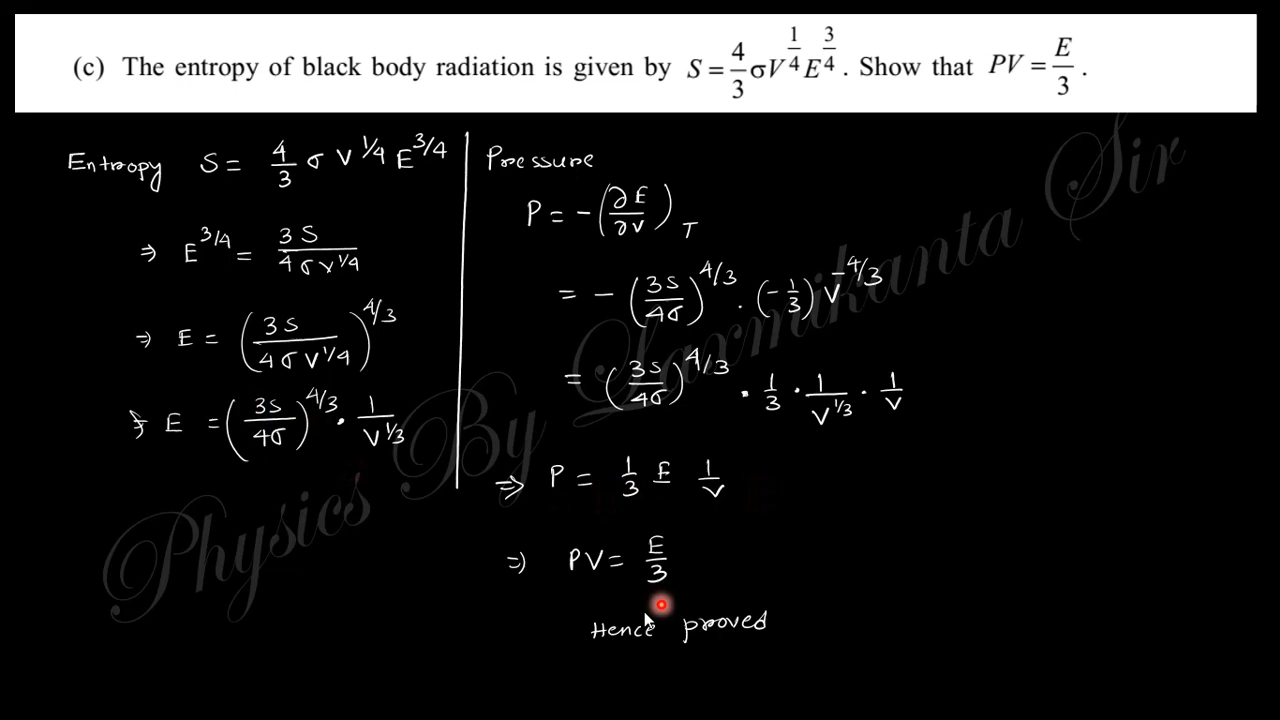 (c) The entropy of black body radiation is given by S = 4/3 σV^1/4 E^3/4. Show that PV = E/3.
Entropy S = 4/3 σ V^1/4 E^3/4
⇒ E^3/4 = 3S/4σV^1/4
⇒ E = (3S/4σV^1/4)^4/3
⇒ E = (3S/4σ)^4/3 · 1/V^1/3
Pressure
P = -(∂E/∂V)_T
= - (3S/4σ)^4/3 · (-1/3) V^-4/3
= (3S/4σ)^4/3 · 1/3 · 1/V^1/3 · 1/V
⇒ P = 1/3 E 1/V
⇒ PV = E/3
Hence proved
Physics By Laxmikanta Sir